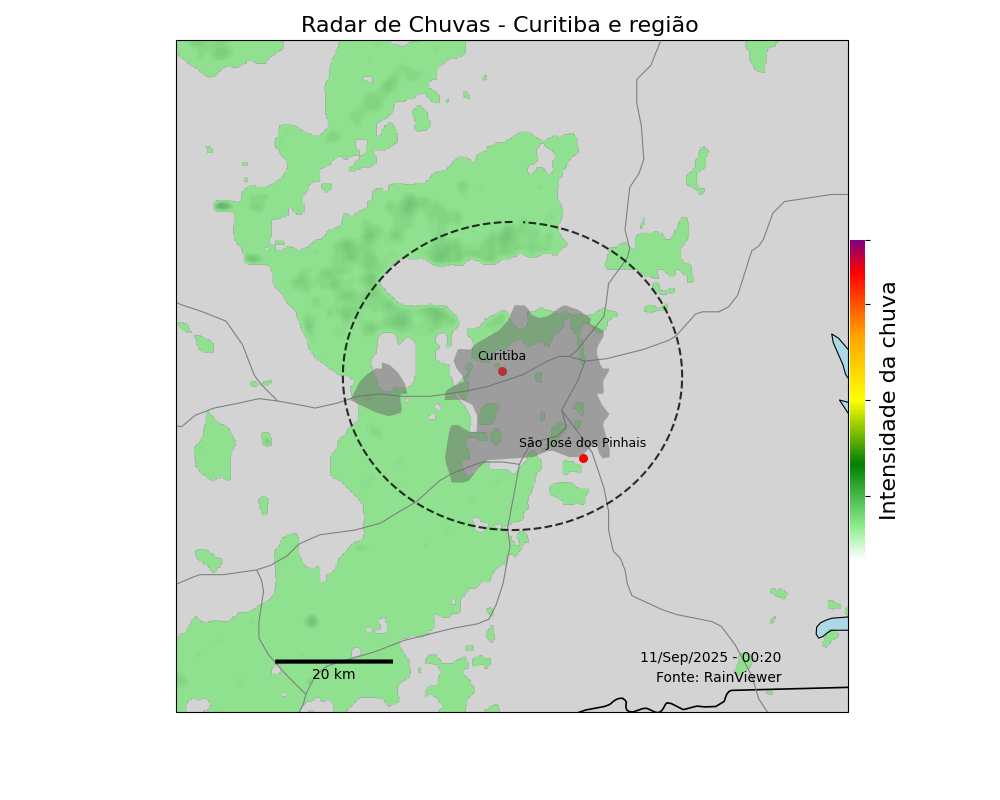 Radar de Chuvas - Curitiba e região
Curitiba
São José dos Pinhais
Intensidade da chuva
11/Sep/2025 - 00:20
Fonte: RainViewer
20 km